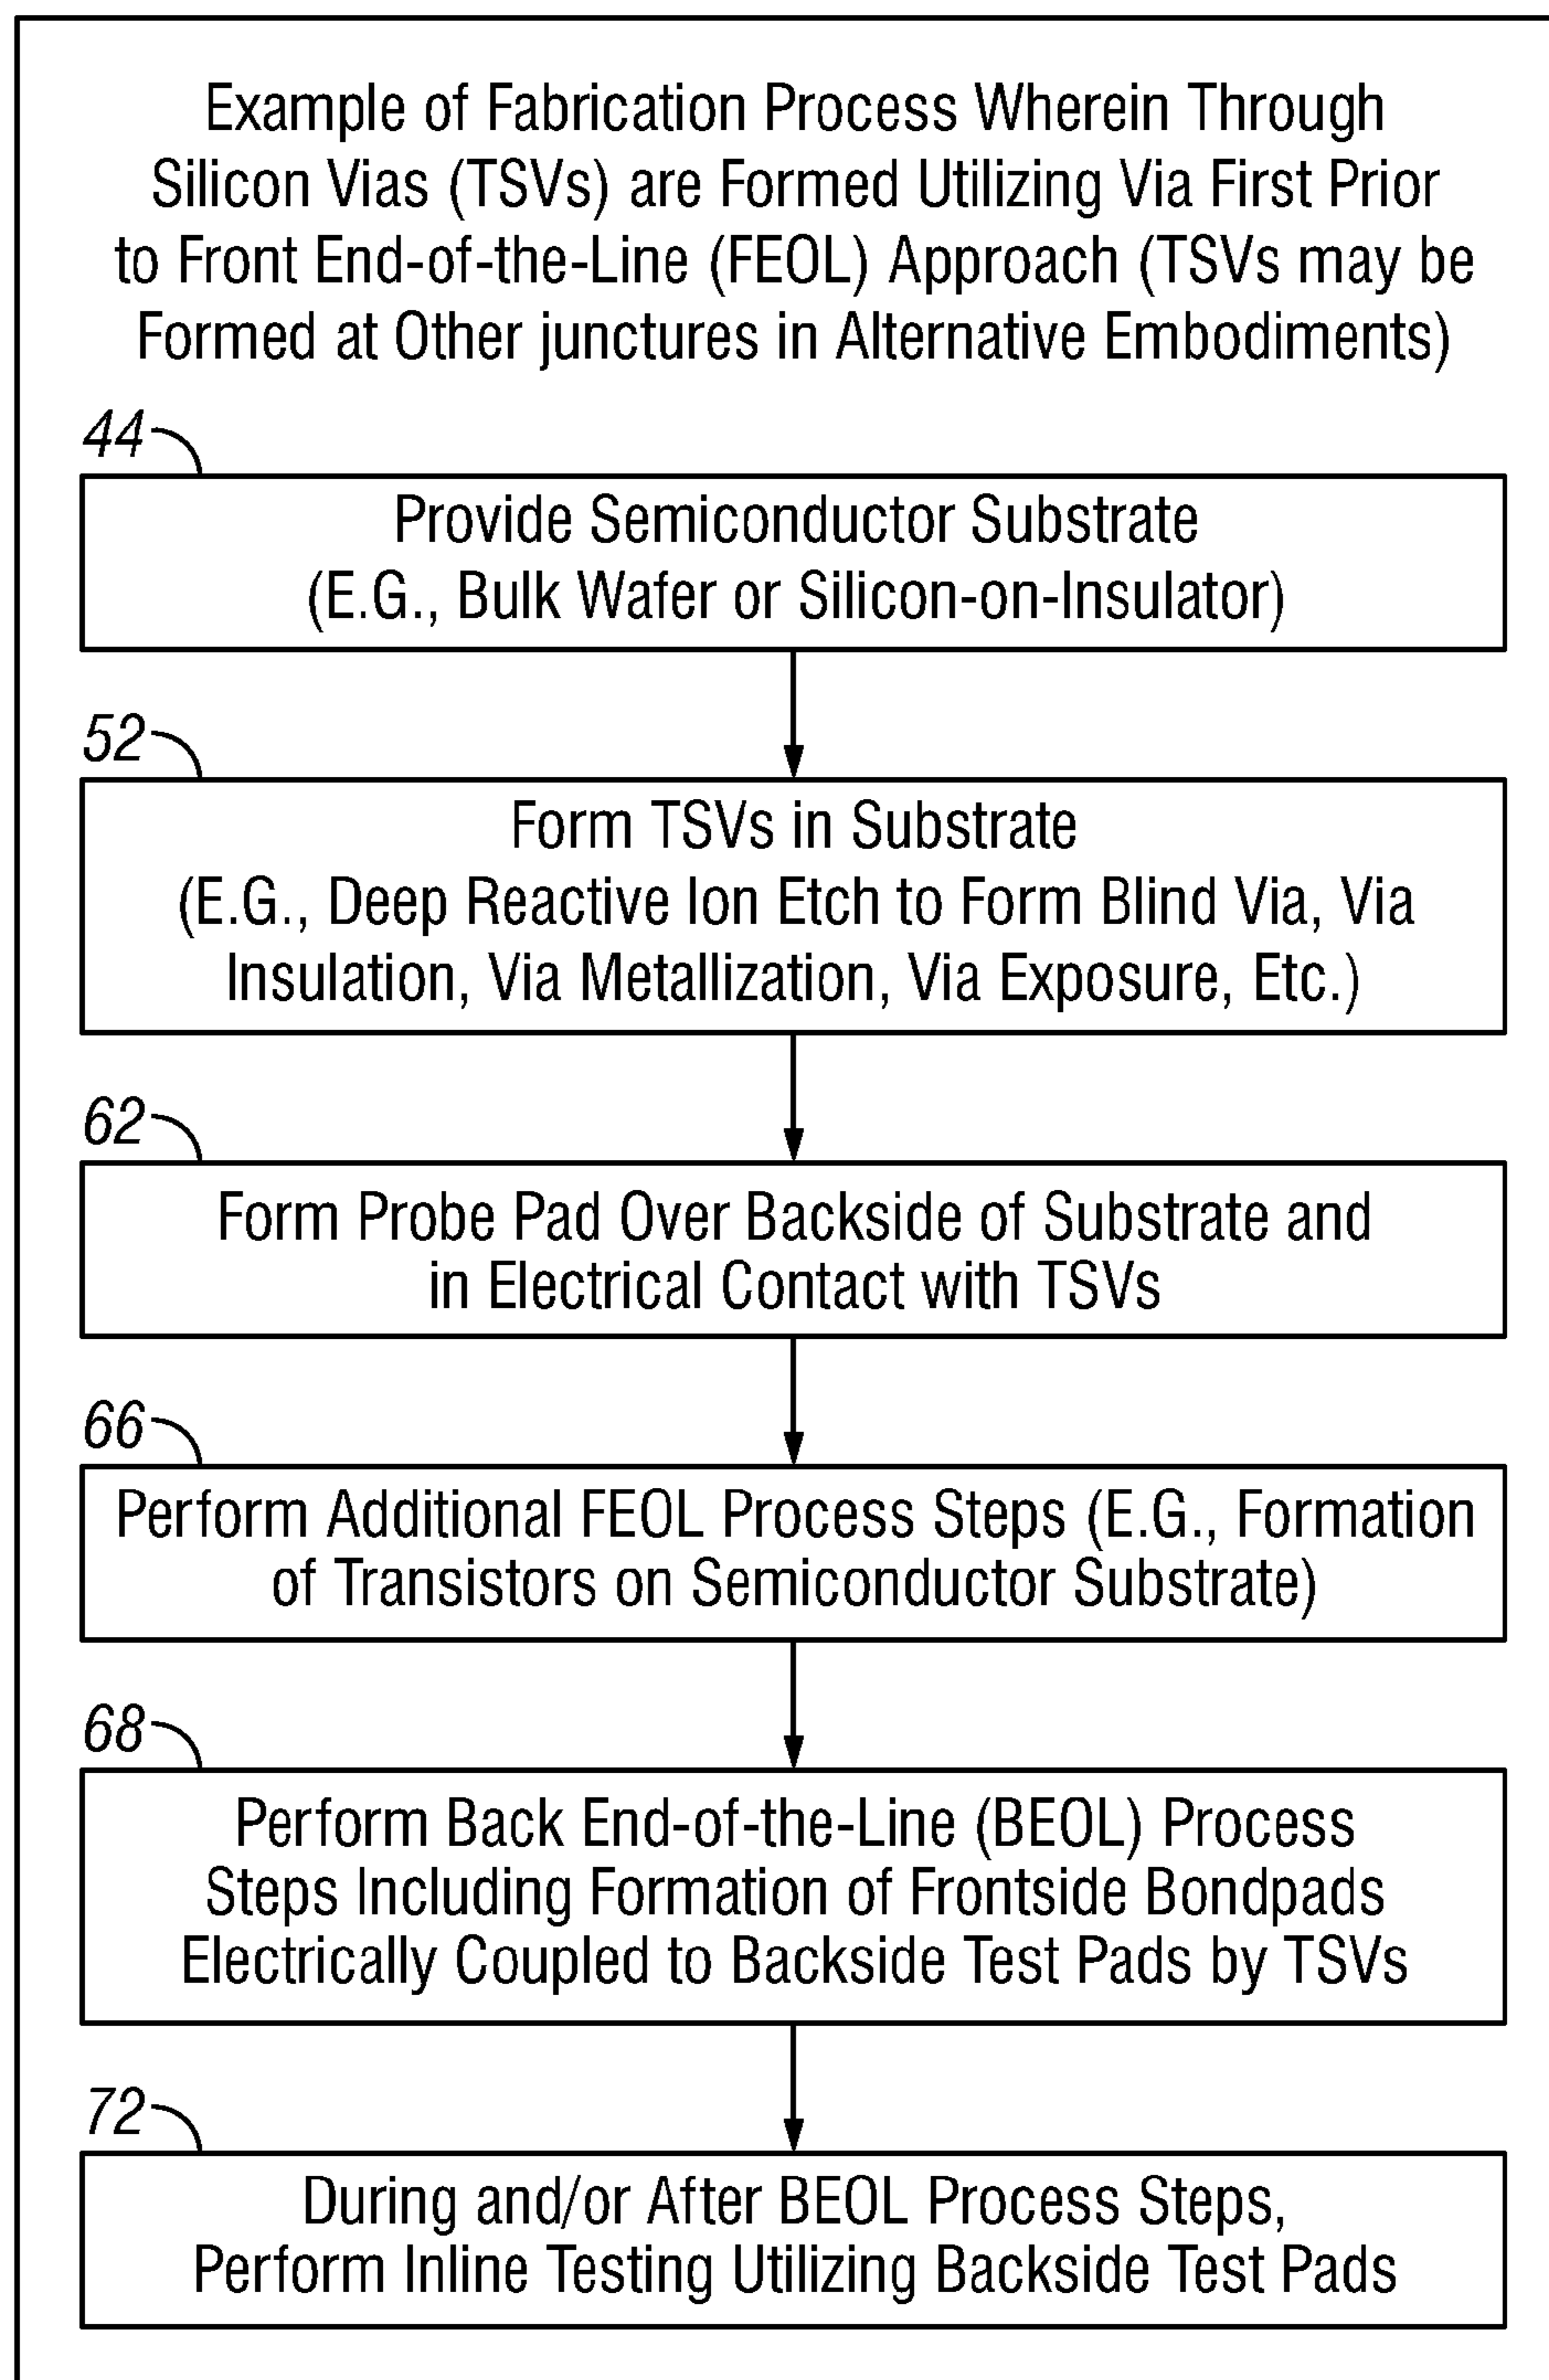 Example of Fabrication Process Wherein Through
Silicon Vias (TSVs) are Formed Utilizing Via First Prior
to Front End-of-the-Line (FEOL) Approach (TSVs may be
Formed at Other junctures in Alternative Embodiments)
44
Provide Semiconductor Substrate
(E.G., Bulk Wafer or Silicon-on-Insulator)
52
Form TSVs in Substrate
(E.G., Deep Reactive Ion Etch to Form Blind Via, Via
Insulation, Via Metallization, Via Exposure, Etc.)
62
Form Probe Pad Over Backside of Substrate and
in Electrical Contact with TSVs
66
Perform Additional FEOL Process Steps (E.G., Formation
of Transistors on Semiconductor Substrate)
68
Perform Back End-of-the-Line (BEOL) Process
Steps Including Formation of Frontside Bondpads
Electrically Coupled to Backside Test Pads by TSVs
72
During and/or After BEOL Process Steps,
Perform Inline Testing Utilizing Backside Test Pads